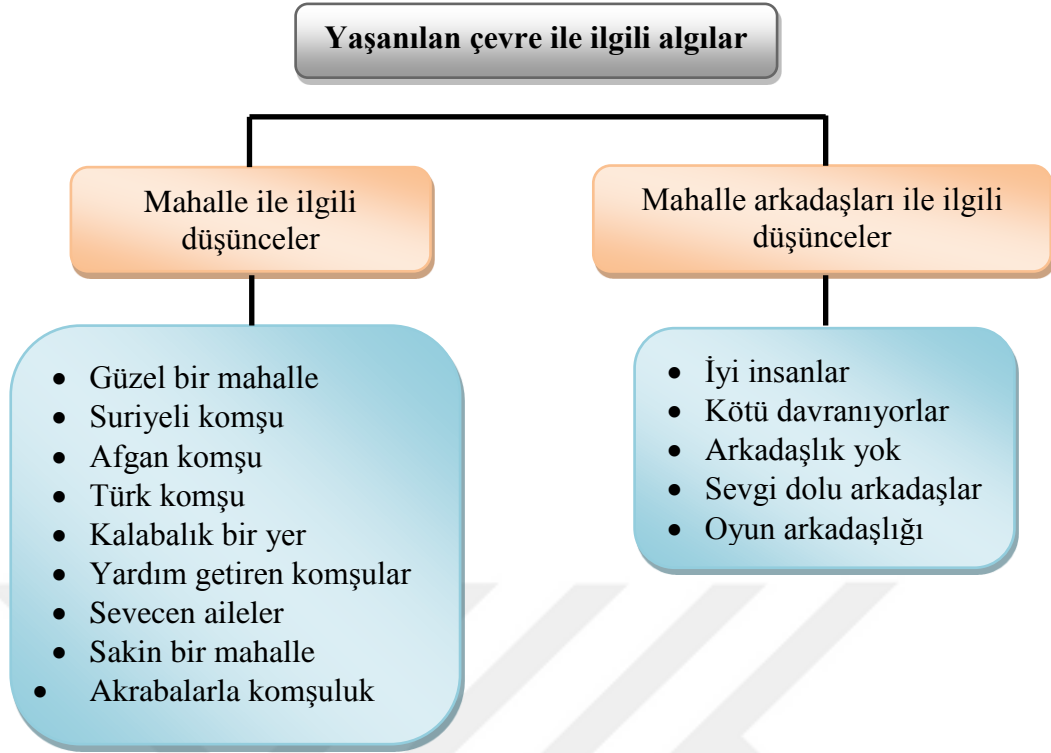 Yaşanılan çevre ile ilgili algılar
Mahalle ile ilgili
düşünceler
• Güzel bir mahalle
• Suriyeli komşu
• Afgan komşu
• Türk komşu
• Kalabalık bir yer
• Yardım getiren komşular
• Sevecen aileler
• Sakin bir mahalle
• Akrabalarla komşuluk
Mahalle arkadaşları ile ilgili
düşünceler
• İyi insanlar
• Kötü davranıyorlar
• Arkadaşlık yok
• Sevgi dolu arkadaşlar
• Oyun arkadaşlığı